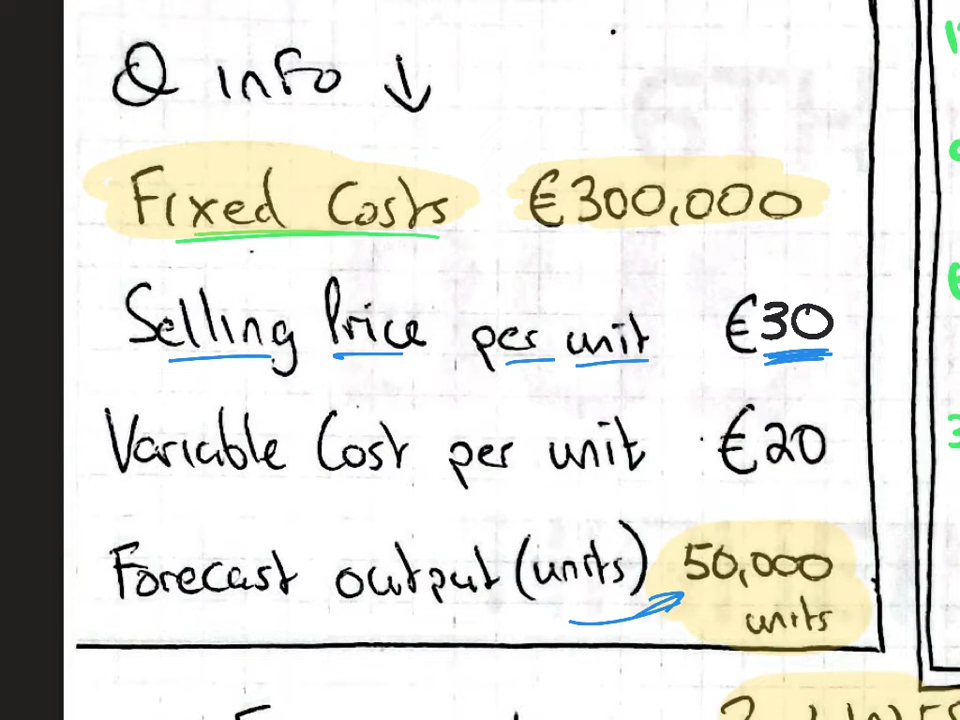 Q info ↓
Fixed Costs €300,000
Selling Price per unit €30
Variable Cost per unit €20
Forecast output (units) 50,000
units